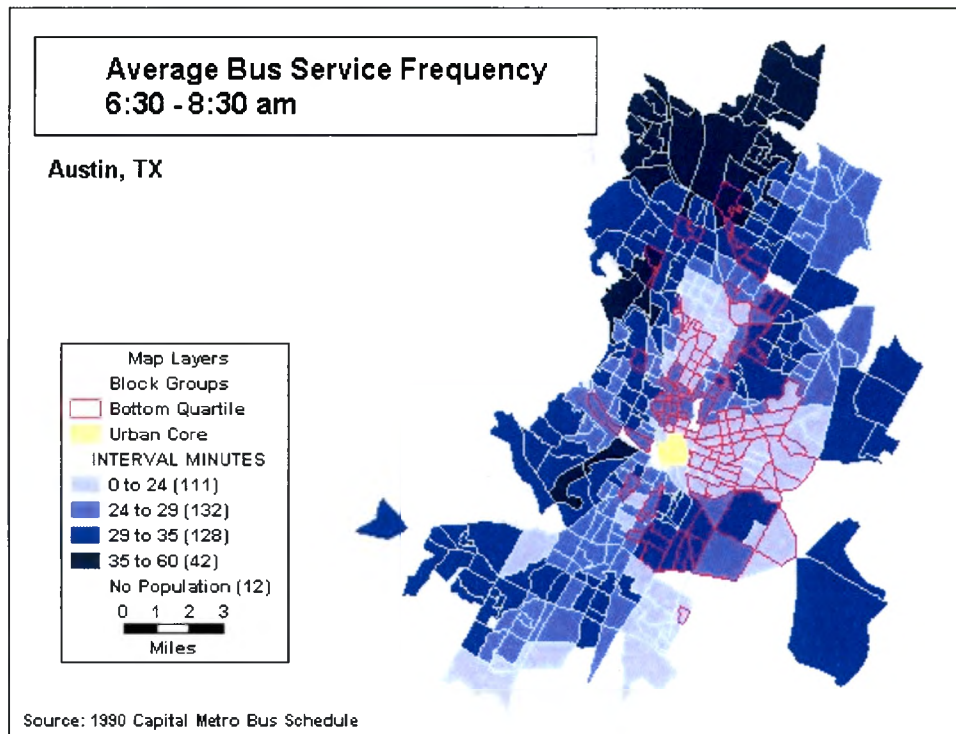 Average Bus Service Frequency
6:30 - 8:30 am
Austin, TX
Map Layers
Block Groups
Bottom Quartile
Urban Core
INTERVAL MINUTES
0 to 24 (111)
24 to 29 (132)
29 to 35 (128)
35 to 60 (42)
No Population (12)
0 1 2 3
Miles
Source: 1990 Capital Metro Bus Schedule